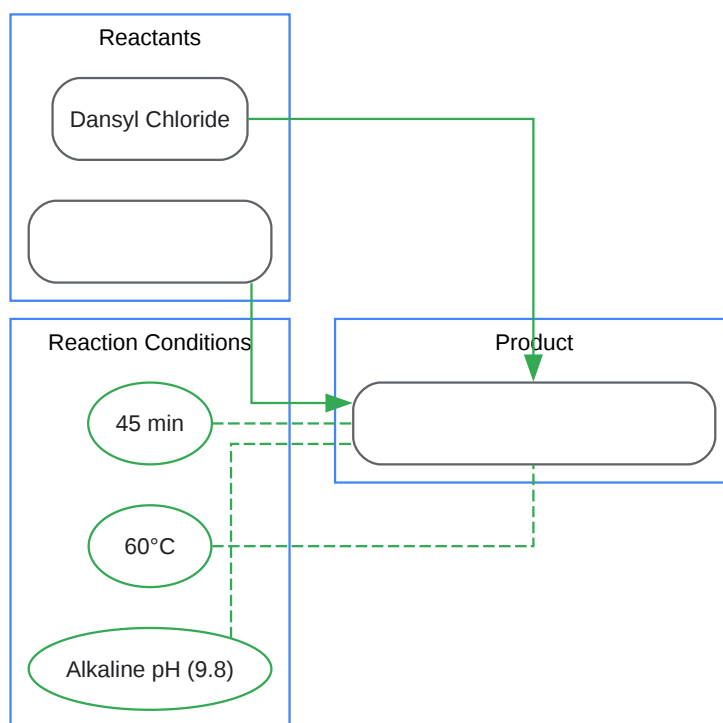 Reactants
Dansyl Chloride
Reaction Conditions
45 min
60°C
Alkaline pH (9.8)
Product